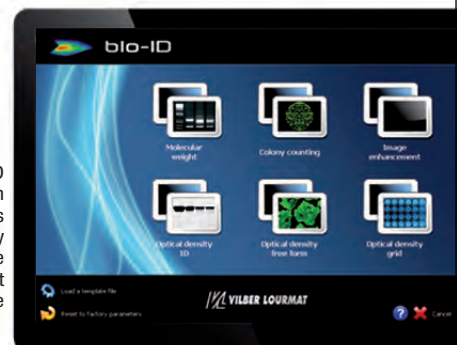 bio-ID
Molecular
weight
Colony counting
Image
enhancement
Optical density
1D
Optical density
free form
Optical density
grid
Load a template file
Reset to factory parameters
VILBER LOURMAT
? Cancel